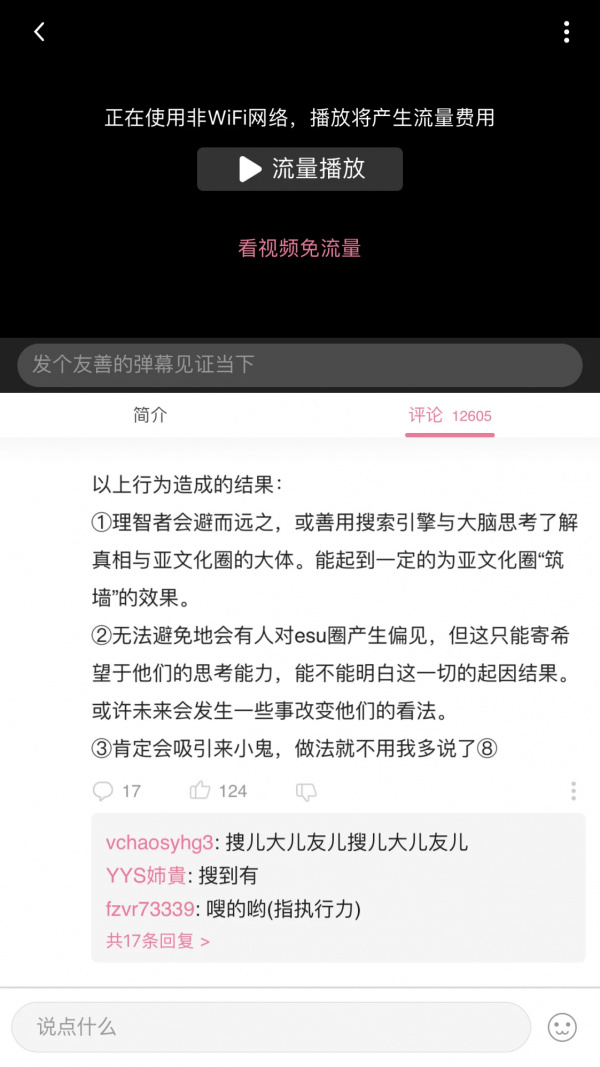 正在使用非WiFi网络，播放将产生流量费用
流量播放
看视频免流量
发个友善的弹幕见证当下
简介
评论 12605
以上行为造成的结果：
①理智者会避而远之，或善用搜索引擎与大脑思考了解
真相与亚文化圈的大体。能起到一定的为亚文化圈“筑
墙”的效果。
②无法避免地会有人对esu圈产生偏见，但这只能寄希
望于他们的思考能力，能不能明白这一切的起因结果。
或许未来会发生一些事改变他们的看法。
③肯定会吸引来小鬼，做法就不用我多说了⑧
17 124
vchaosyhg3: 搜儿大儿友儿搜儿大儿友儿
YYS姉貴: 搜到有
fzvr73339: 嗖的哟(指执行力)
共17条回复 >
说点什么